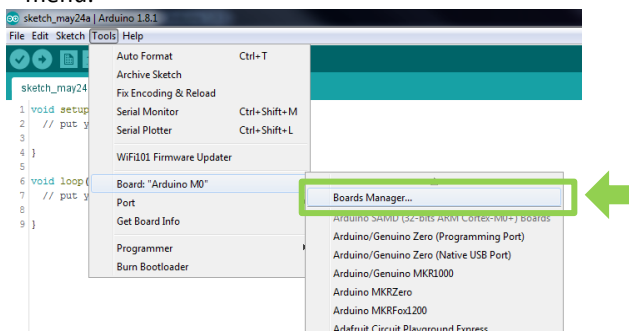 menu.
sketch_may24a | Arduino 1.8.1
File Edit Sketch Tools Help
sketch_may24
Auto Format Ctrl+T
Archive Sketch
Fix Encoding & Reload
Serial Monitor Ctrl+Shift+M
Serial Plotter Ctrl+Shift+L
WiFi101 Firmware Updater
Board: "Arduino M0"
Port
Get Board Info
Programmer
Burn Bootloader
1 void setup
2 // put y
3
4 }
5
6 void loop(
7 // put y
8
9 }
Boards Manager...
Arduino SAMD (32-bits ARM Cortex-M0+) Boards
Arduino/Genuino Zero (Programming Port)
Arduino/Genuino Zero (Native USB Port)
Arduino/Genuino MKR1000
Arduino MKRZero
Arduino MKRFox1200
Adafruit Circuit Playground Express